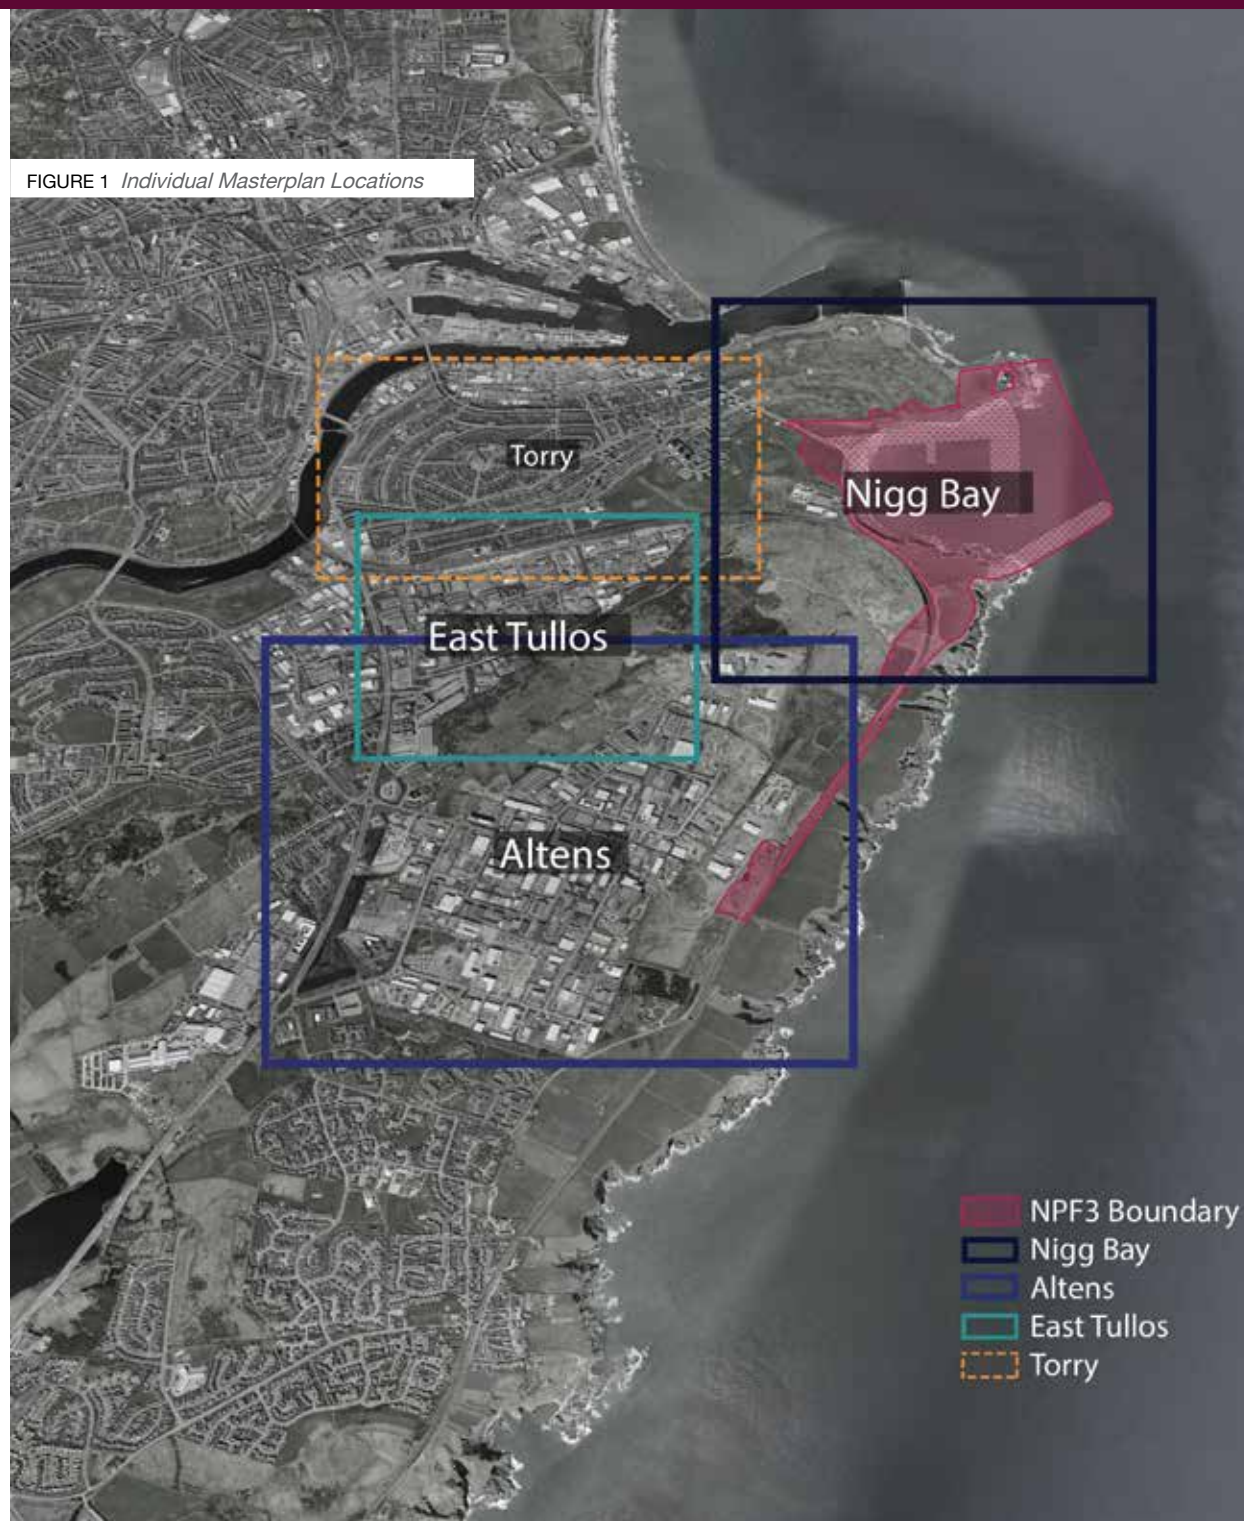 FIGURE 1 Individual Masterplan Locations
Torry
Nigg Bay
East Tullos
Altens
NPF3 Boundary
Nigg Bay
Altens
East Tullos
Torry